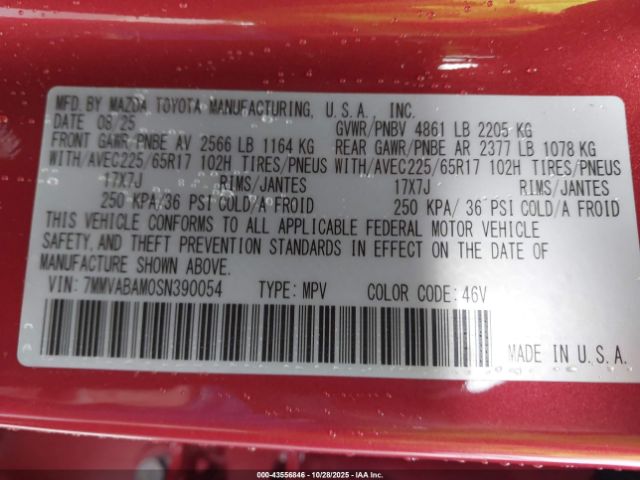 MFD. BY MAZDA TOYOTA MANUFACTURING, U.S.A., INC.
DATE 08/25 GVWR/PNBV 4861 LB 2205 KG
FRONT GAWR/PNBE AV 2566 LB 1164 KG REAR GAWR/PNBE AR 2377 LB 1078 KG
WITH/AVEC225/65R17 102H TIRES/PNEUS WITH/AVEC225/65R17 102H TIRES/PNEUS
17X7J RIMS/JANTES 17X7J RIMS/JANTES
250 KPA/36 PSI COLD/A FROID 250 KPA/ 36 PSI COLD/A FROID
THIS VEHICLE CONFORMS TO ALL APPLICABLE FEDERAL MOTOR VEHICLE
SAFETY, AND THEFT PREVENTION STANDARDS IN EFFECT ON THE DATE OF
MANUFACTURE SHOWN ABOVE.
VIN: 7MMVABAM0SN390054 TYPE: MPV COLOR CODE: 46V
MADE IN U.S.A.
000-43556846 | 10/28/2025 | IAA Inc.